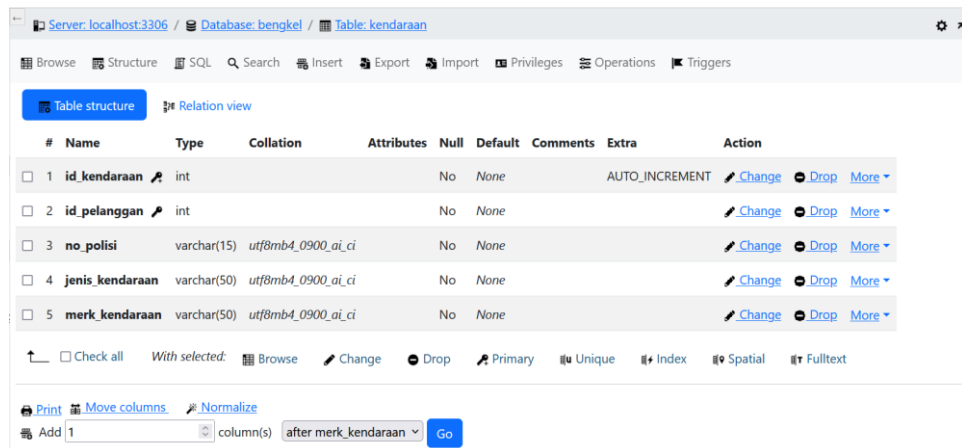 Server: localhost:3306 / Database: bengkel / Table: kendaraan
Browse Structure SQL Search Insert Export Import Privileges Operations Triggers
Table structure Relation view
# Name Type Collation Attributes Null Default Comments Extra Action
1 id_kendaraan int No None AUTO_INCREMENT Change Drop More
2 id_pelanggan int No None Change Drop More
3 no_polisi varchar(15) utf8mb4_0900_ai_ci No None Change Drop More
4 jenis_kendaraan varchar(50) utf8mb4_0900_ai_ci No None Change Drop More
5 merk_kendaraan varchar(50) utf8mb4_0900_ai_ci No None Change Drop More
Check all With selected: Browse Change Drop Primary Unique Index Spatial Fulltext
Print Move columns Normalize
Add 1 column(s) after merk_kendaraan Go